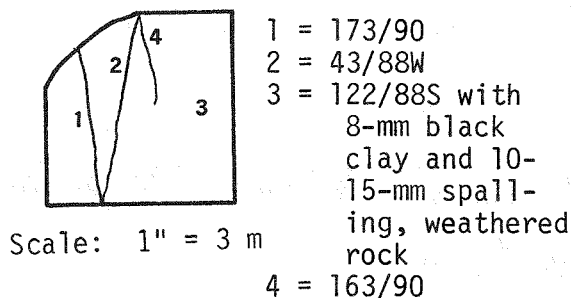 1
2
4
3
1 = 173/90
2 = 43/88W
3 = 122/88S with
8-mm black
clay and 10-
15-mm spall-
ing, weathered
rock
4 = 163/90
Scale: 1" = 3 m